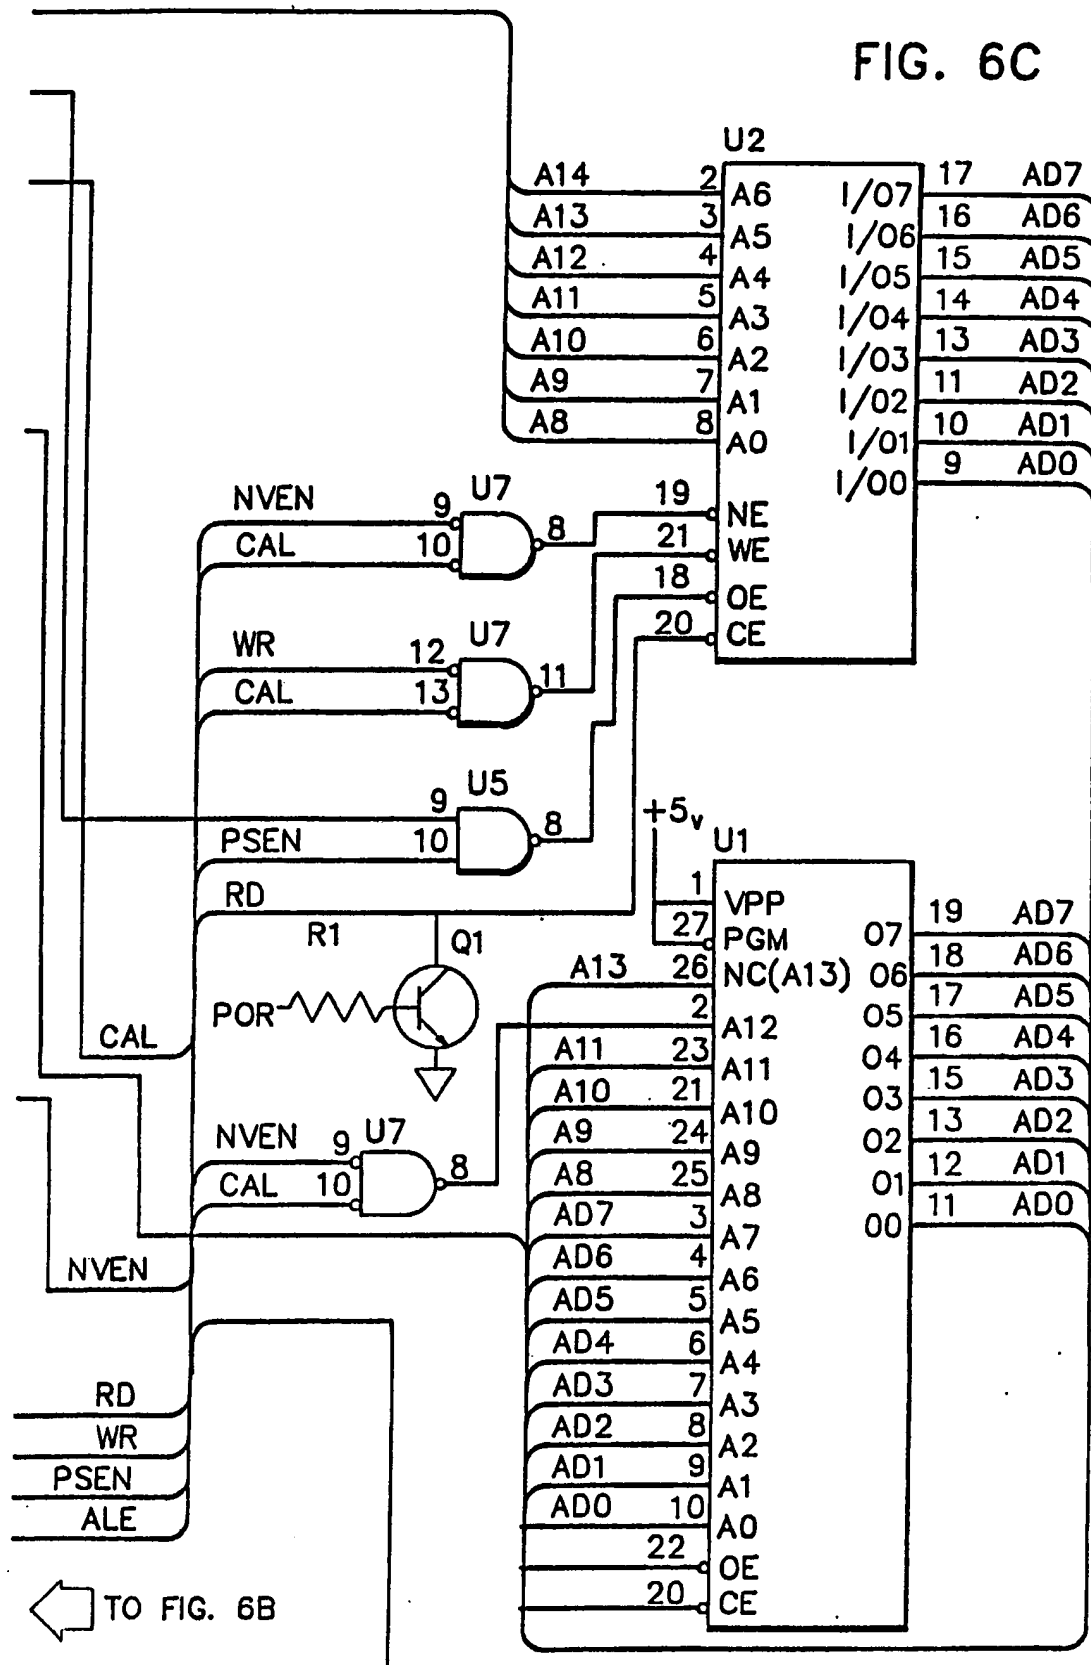 FIG. 6C
U2
A14 2 A6 I/O7 17 AD7
A13 3 A5 I/O6 16 AD6
A12 4 A4 I/O5 15 AD5
A11 5 A3 I/O4 14 AD4
A10 6 A2 I/O3 13 AD3
A9 7 A1 I/O2 11 AD2
A8 8 A0 I/O1 10 AD1
I/O0 9 AD0
NVEN 9 U7 8 19 NE
CAL 10 21 WE
18 OE
WR 12 U7 11 20 CE
CAL 13
9 U5 8
PSEN 10
+5v
U1
RD
R1 Q1
POR
1 VPP
27 PGM O7 19 AD7
A13 26 NC(A13) O6 18 AD6
2 A12 O5 17 AD5
A11 23 A11 O4 16 AD4
A10 21 A10 O3 15 AD3
A9 24 A9 O2 13 AD2
A8 25 A8 O1 12 AD1
AD7 3 A7 O0 11 AD0
AD6 4 A6
AD5 5 A5
AD4 6 A4
AD3 7 A3
AD2 8 A2
AD1 9 A1
AD0 10 A0
22 OE
20 CE
CAL
NVEN 9 U7 8
CAL 10
NVEN
RD
WR
PSEN
ALE
TO FIG. 6B